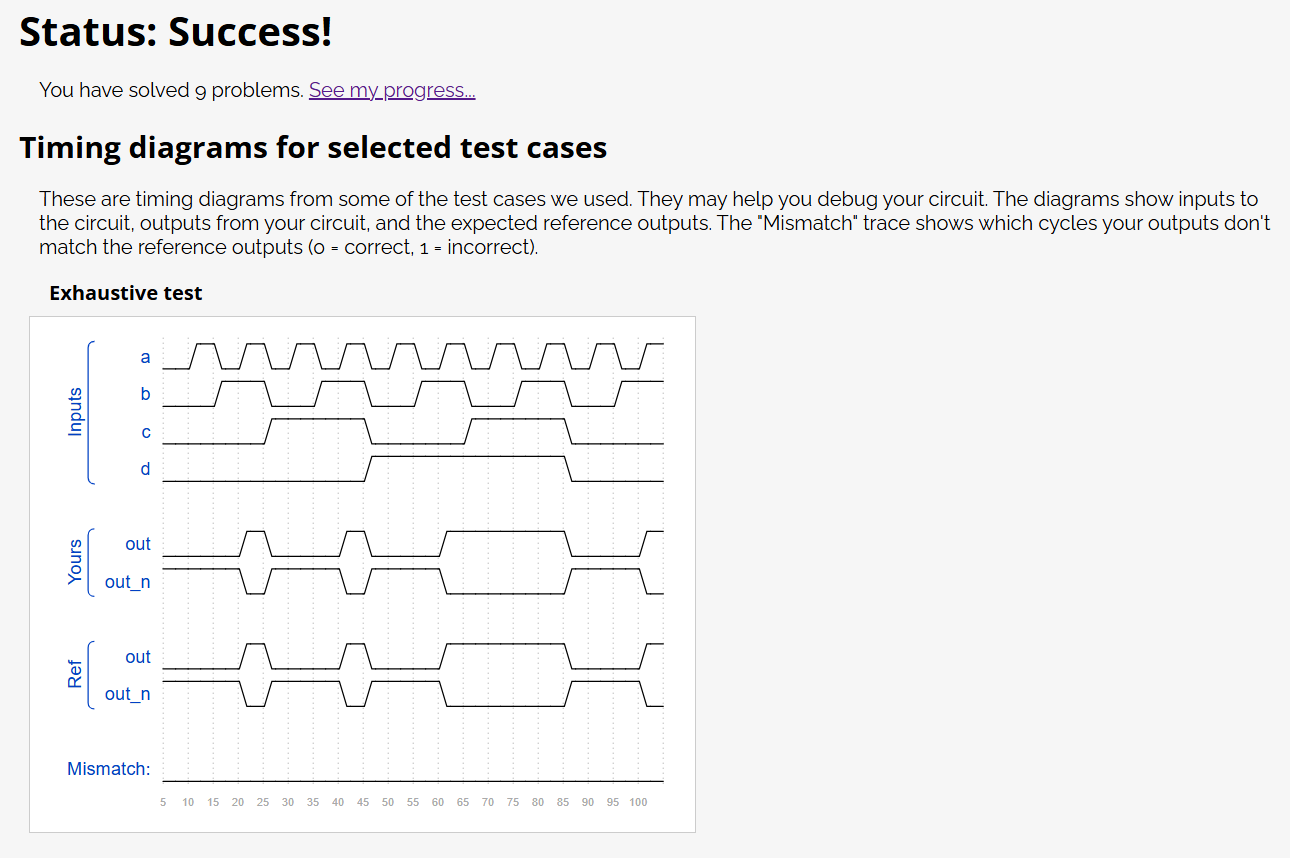 Status: Success!
You have solved 9 problems. See my progress...
Timing diagrams for selected test cases
These are timing diagrams from some of the test cases we used. They may help you debug your circuit. The diagrams show inputs to
the circuit, outputs from your circuit, and the expected reference outputs. The "Mismatch" trace shows which cycles your outputs don't
match the reference outputs (0 = correct, 1 = incorrect).
Exhaustive test
Inputs
a
b
c
d
Yours
out
out_n
Ref
out
out_n
Mismatch:
5 10 15 20 25 30 35 40 45 50 55 60 65 70 75 80 85 90 95 100